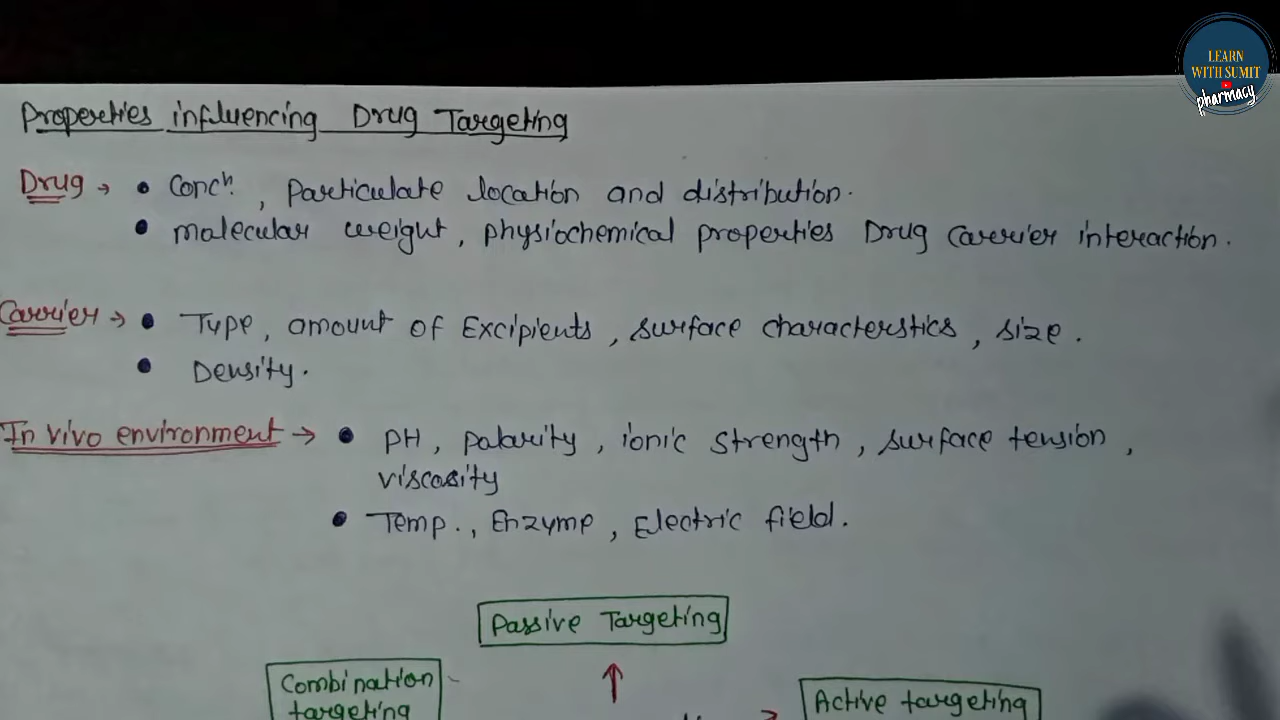 LEARN
WITH SUMIT
pharmacy
Properties influencing Drug Targeting
Drug → • Concⁿ. , particulate location and distribution.
• malecular weight, physiochemical properties Drug Carrier interaction.
Carrier → • Type, amount of Excipients, surface characterstics, size.
• Density.
In vivo environment → • PH, polarity, ionic strength, surface tension,
viscosity
• Temp., Enzymp, Electric field.
Passive Targeting
Combination
targeting
Active targeting